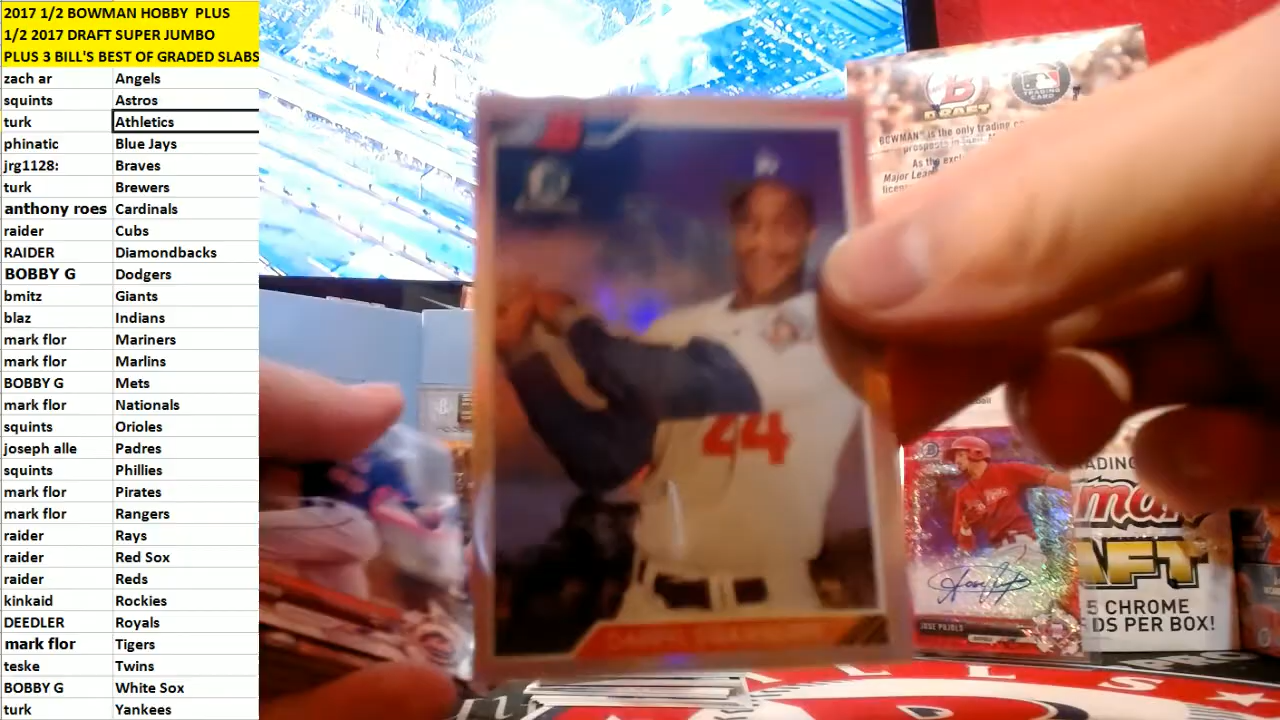 2017 1/2 BOWMAN HOBBY PLUS
1/2 2017 DRAFT SUPER JUMBO
PLUS 3 BILL'S BEST OF GRADED SLABS
zach ar Angels
squints Astros
turk Athletics
phinatic Blue Jays
jrg1128: Braves
turk Brewers
anthony roes Cardinals
raider Cubs
RAIDER Diamondbacks
BOBBY G Dodgers
bmitz Giants
blaz Indians
mark flor Mariners
mark flor Marlins
BOBBY G Mets
mark flor Nationals
squints Orioles
joseph alle Padres
squints Phillies
mark flor Pirates
mark flor Rangers
raider Rays
raider Red Sox
raider Reds
kinkaid Rockies
DEEDLER Royals
mark flor Tigers
teske Twins
BOBBY G White Sox
turk Yankees
B
DRAFT
TRADING CARD
BOWMAN® is the only trading
prospects
As the
Major
44
JOSE PUJOLS
5 CHROME
PER BOX!
A L L S